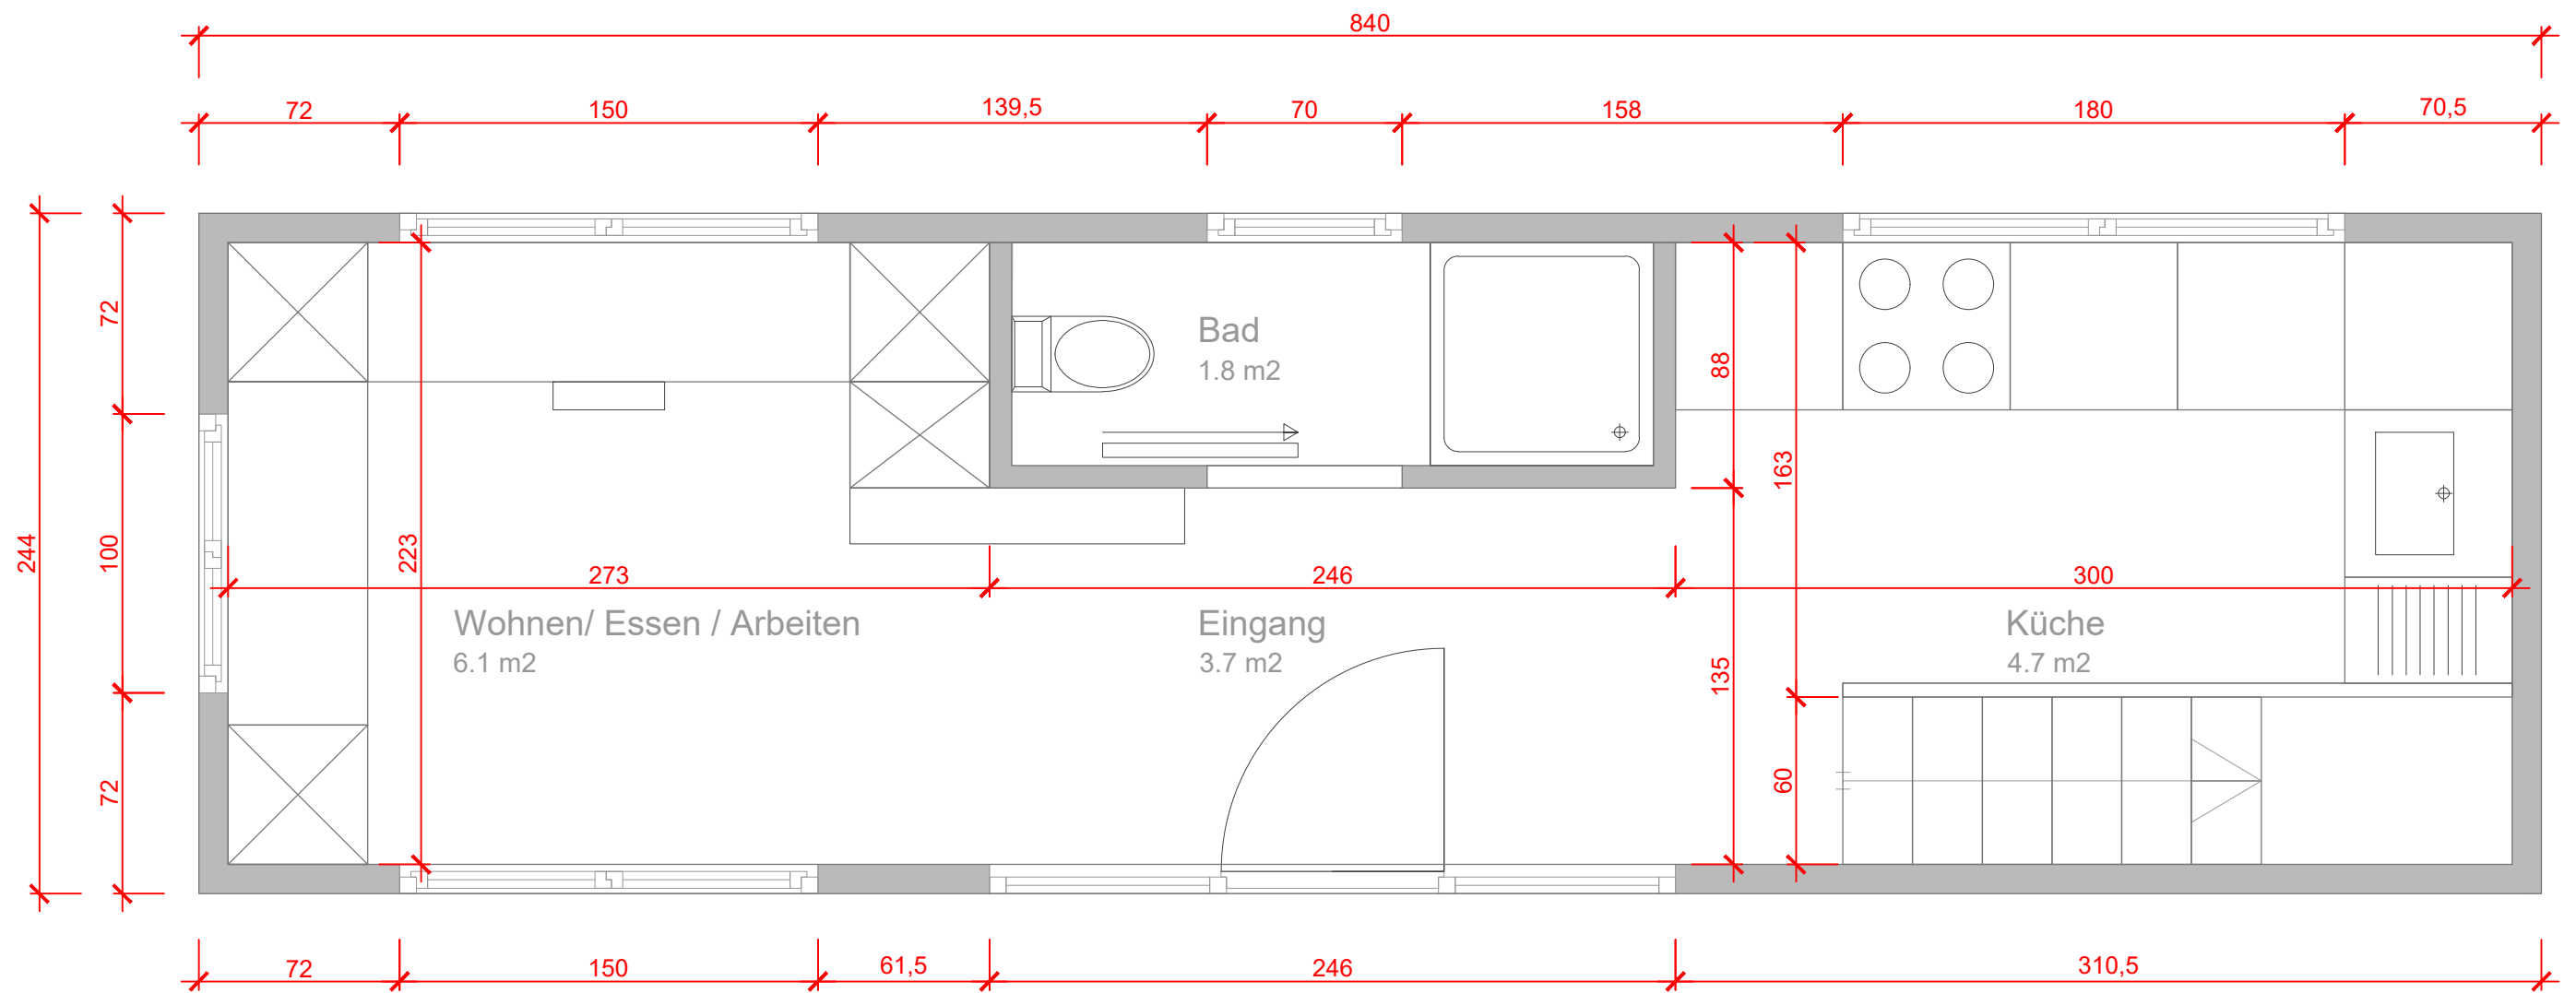 840
72 150 139,5 70 158 180 70,5
244
72
100
72
223
273 246 300
88
135
163
60
Bad
1.8 m2
Wohnen/ Essen / Arbeiten
6.1 m2
Eingang
3.7 m2
Küche
4.7 m2
72 150 61,5 246 310,5